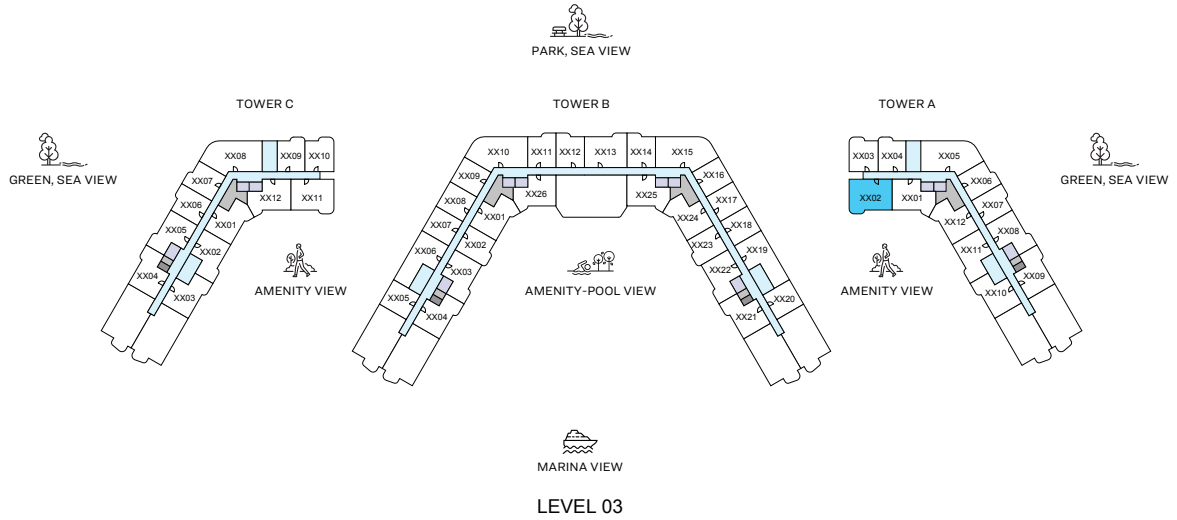 PARK, SEA VIEW
TOWER C
TOWER B
TOWER A
GREEN, SEA VIEW
GREEN, SEA VIEW
XX08
XX09
XX10
XX07
XX06
XX05
XX04
XX12
XX11
XX01
XX02
XX03
XX10
XX11
XX12
XX13
XX14
XX15
XX09
XX08
XX07
XX06
XX05
XX26
XX01
XX02
XX03
XX04
XX25
XX24
XX23
XX22
XX21
XX16
XX17
XX18
XX19
XX20
XX03
XX04
XX05
XX02
XX01
XX06
XX07
XX08
XX09
XX12
XX11
XX10
AMENITY VIEW
AMENITY-POOL VIEW
AMENITY VIEW
MARINA VIEW
LEVEL 03